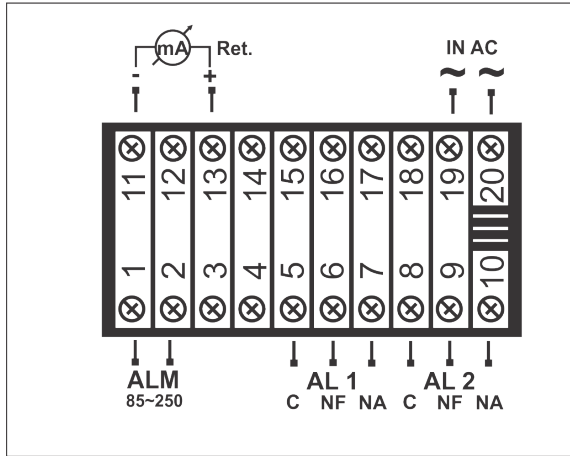 mA Ret.
- +
IN AC
~ ~
11 12 13 14 15 16 17 18 19 20
1 2 3 4 5 6 7 8 9 10
ALM AL 1 AL 2
85~250 C NF NA C NF NA